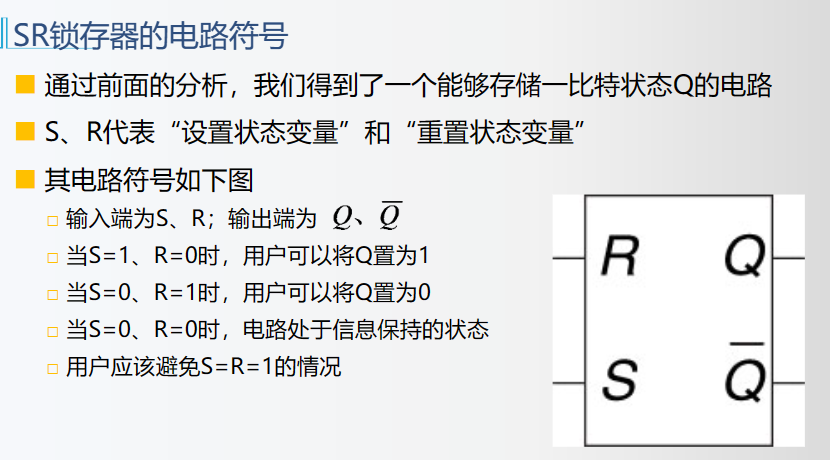 SR锁存器的电路符号
通过前面的分析，我们得到了一个能够存储一比特状态Q的电路
S、R代表“设置状态变量”和“重置状态变量”
其电路符号如下图
输入端为S、R；输出端为 Q、Q̅
当S=1、R=0时，用户可以将Q置为1
当S=0、R=1时，用户可以将Q置为0
当S=0、R=0时，电路处于信息保持的状态
用户应该避免S=R=1的情况
R Q
S Q̅